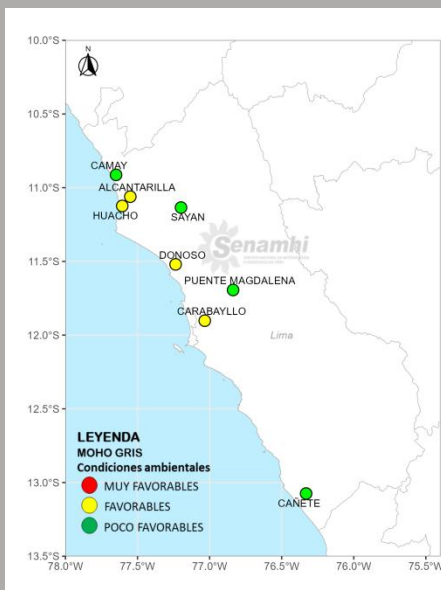 10.0°S
N
10.5°S
CAMAY
11.0°S
ALCANTARILLA
HUACHO
SAYAN
Senamhi
DONOSO
11.5°S
PUENTE MAGDALENA
CARABAYLLO
12.0°S
Lima
12.5°S
LEYENDA
MOHO GRIS
Condiciones ambientales
13.0°S
MUY FAVORABLES
FAVORABLES
CAÑETE
POCO FAVORABLES
13.5°S
78.0°W 77.5°W 77.0°W 76.5°W 76.0°W 75.5°W